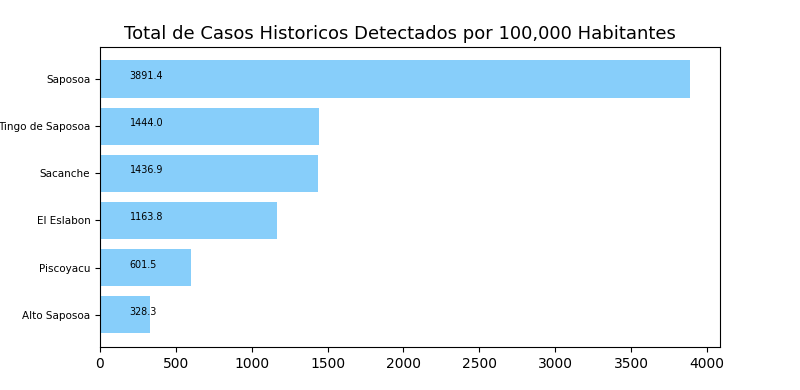 Total de Casos Historicos Detectados por 100,000 Habitantes
Saposoa 3891.4
Tingo de Saposoa 1444.0
Sacanche 1436.9
El Eslabon 1163.8
Piscoyacu 601.5
Alto Saposoa 328.3
0 500 1000 1500 2000 2500 3000 3500 4000